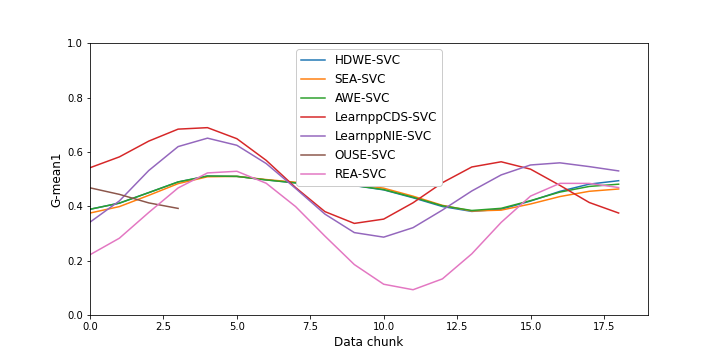 1.0
0.8
0.6
0.4
0.2
0.0
G-mean1
HDWE-SVC
SEA-SVC
AWE-SVC
LearnppCDS-SVC
LearnppNIE-SVC
OUSE-SVC
REA-SVC
0.0 2.5 5.0 7.5 10.0 12.5 15.0 17.5
Data chunk